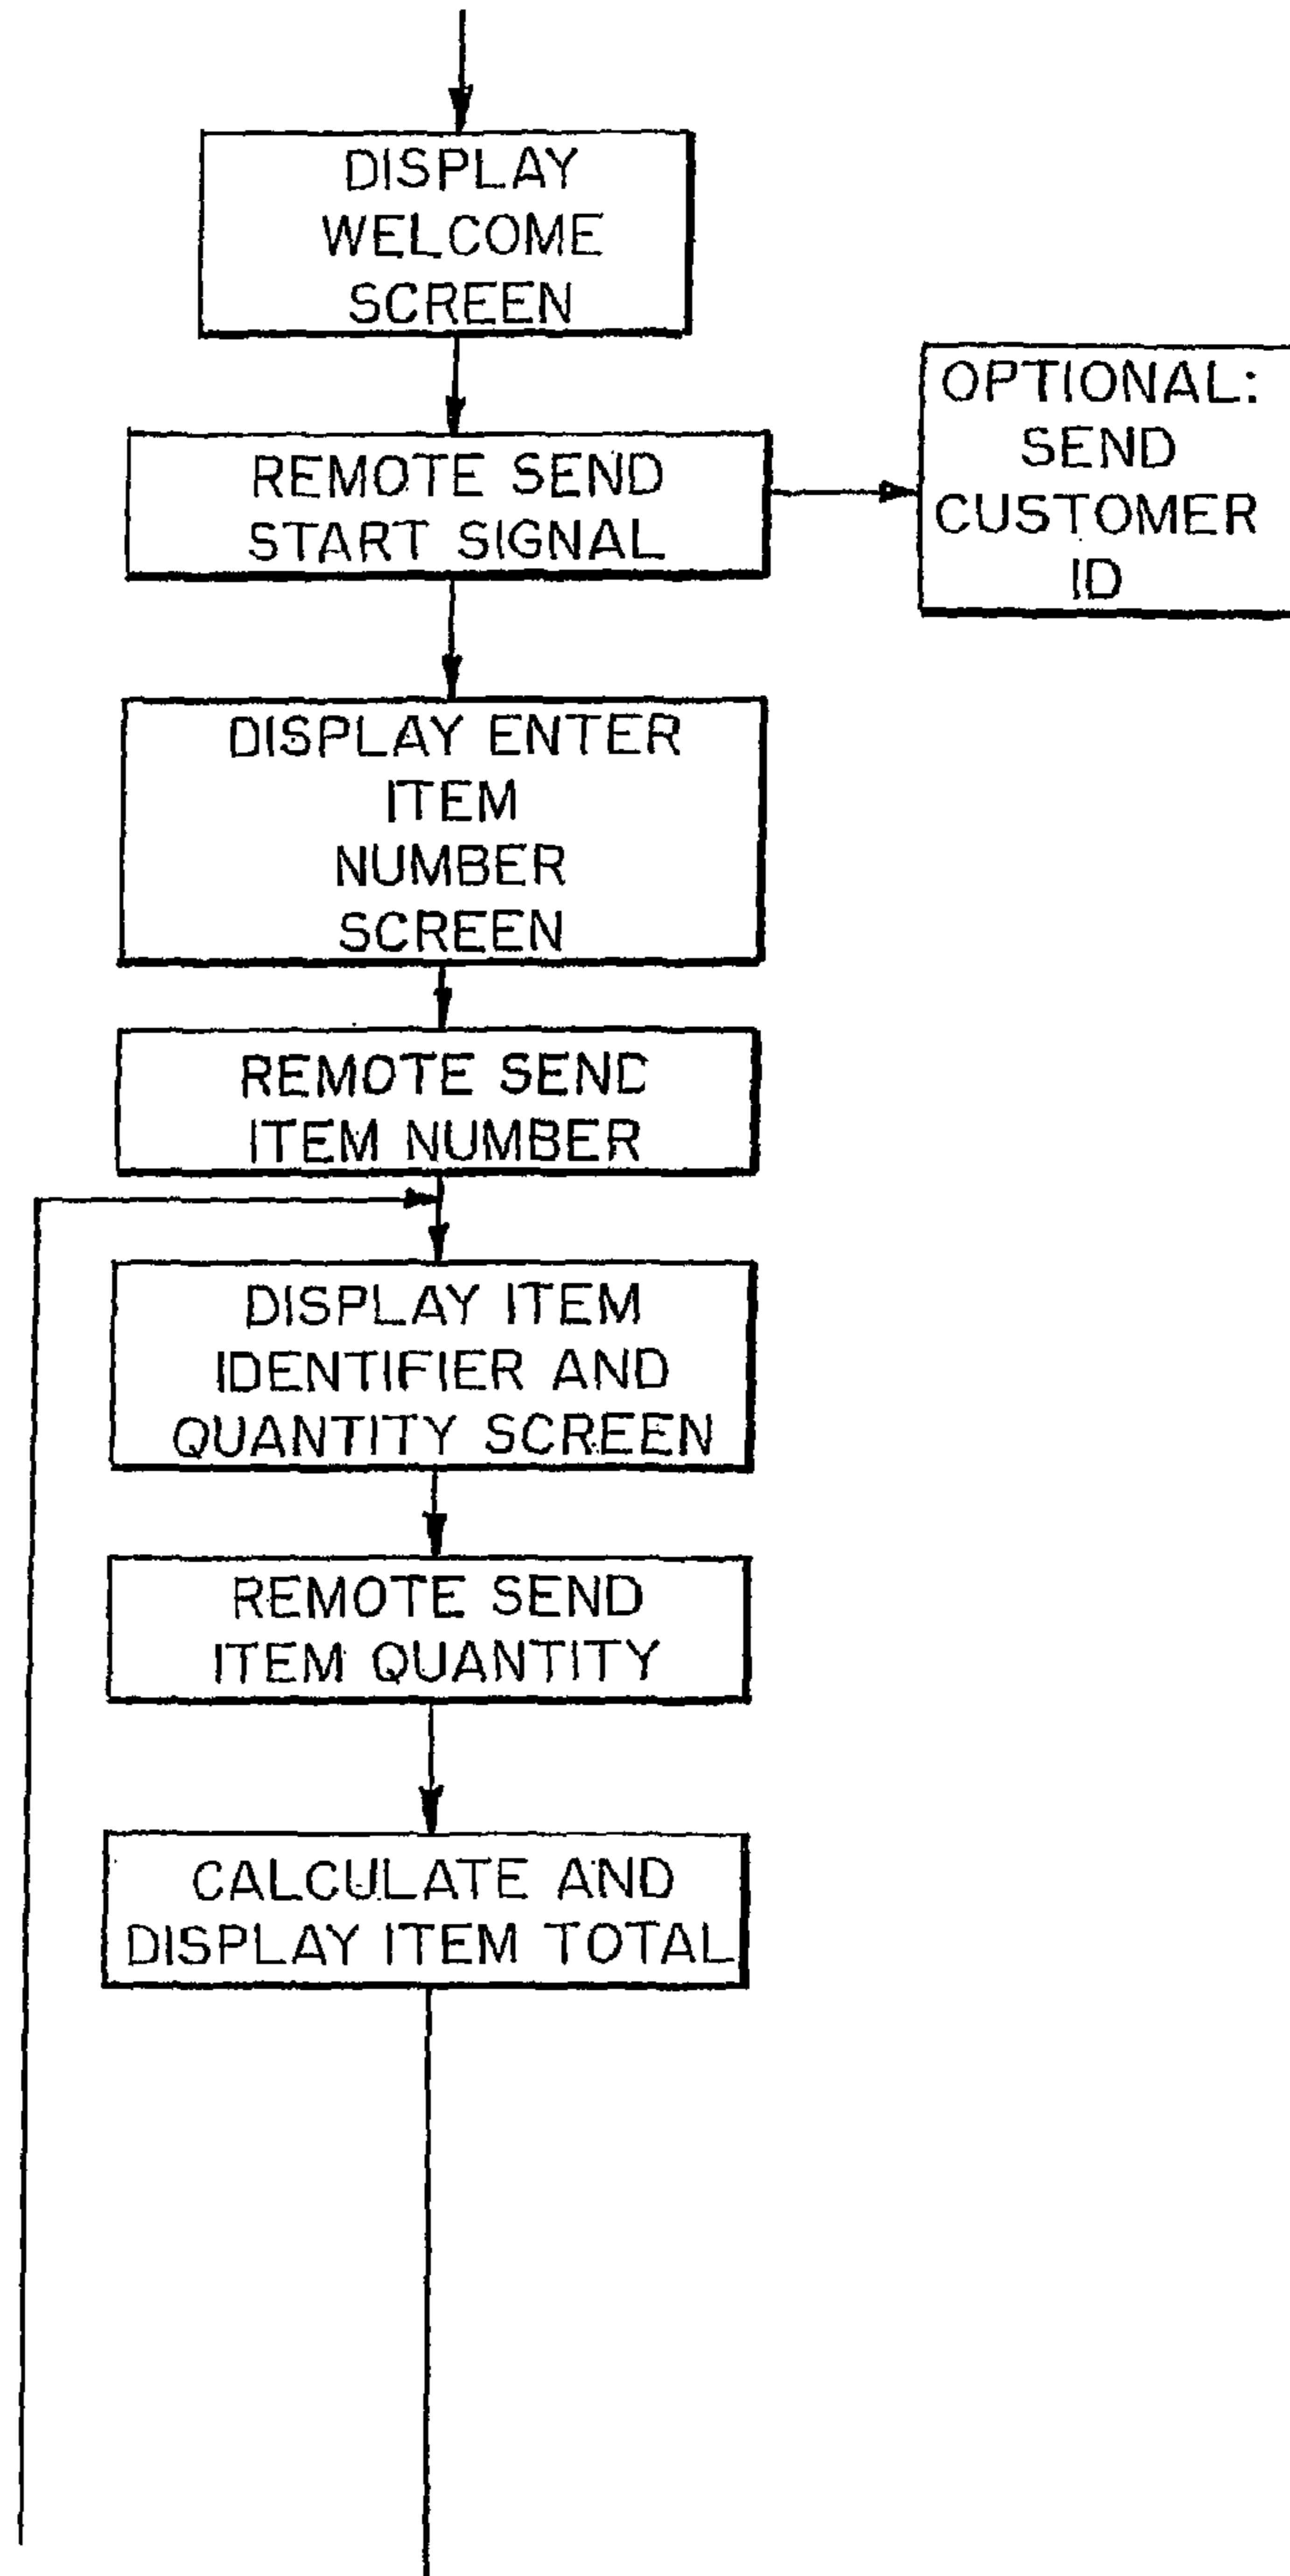 DISPLAY
WELCOME
SCREEN
REMOTE SEND
START SIGNAL
OPTIONAL:
SEND
CUSTOMER
ID
DISPLAY ENTER
ITEM
NUMBER
SCREEN
REMOTE SEND
ITEM NUMBER
DISPLAY ITEM
IDENTIFIER AND
QUANTITY SCREEN
REMOTE SEND
ITEM QUANTITY
CALCULATE AND
DISPLAY ITEM TOTAL